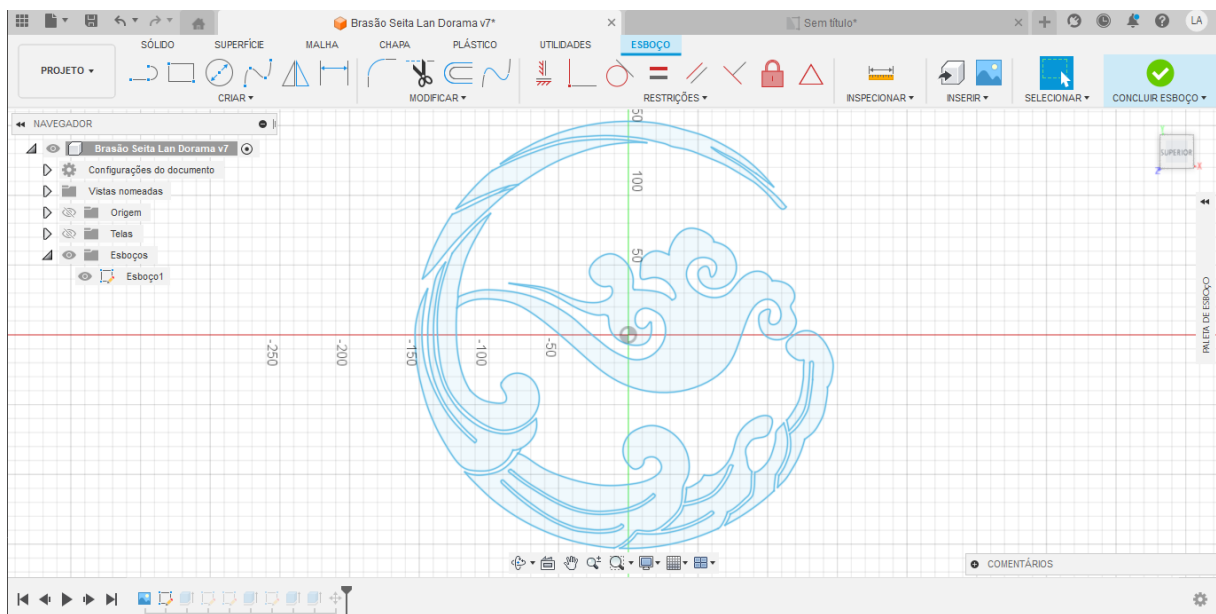 Brasão Seita Lan Dorama v7*
Sem título*
LA
SÓLIDO SUPERFÍCIE MALHA CHAPA PLÁSTICO UTILIDADES ESBOÇO
PROJETO
CRIAR MODIFICAR RESTRIÇÕES INSPECIONAR INSERIR SELECIONAR CONCLUIR ESBOÇO
NAVEGADOR
Brasão Seita Lan Dorama v7
Configurações do documento
Vistas nomeadas
Origem
Telas
Esboços
Esboço1
SUPERIOR
Y
X
Z
PALETA DE ESBOÇO
50
100
50
-250
-200
-150
-100
-50
COMENTÁRIOS